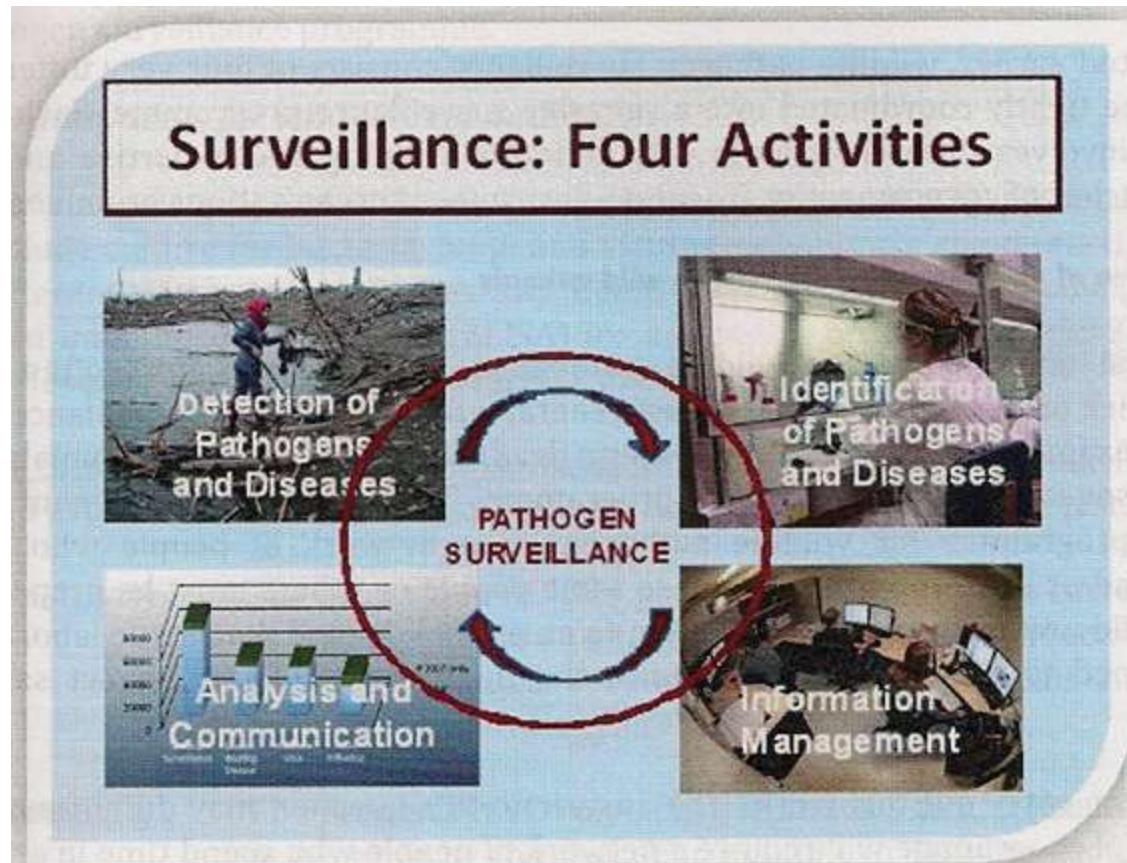 Surveillance: Four Activities
Detection of
Pathogens
and Diseases
Identification
of Pathogens
and Diseases
PATHOGEN
SURVEILLANCE
Analysis and
Communication
Information
Management